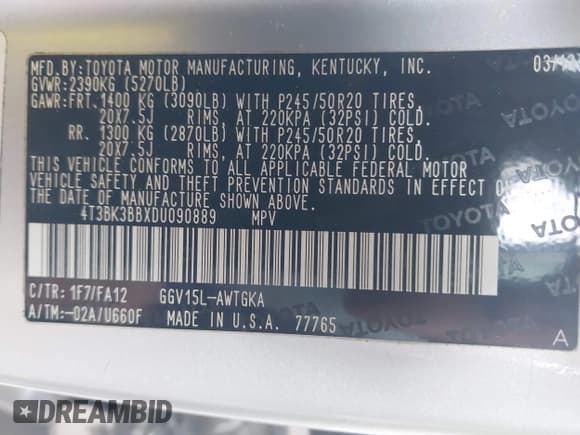 MFD.BY:TOYOTA MOTOR MANUFACTURING, KENTUCKY, INC.
GVWR:2390KG (5270LB)
GAWR:FRT.1400 KG (3090LB) WITH P245/50R20 TIRES,
20X7.5J RIMS, AT 220KPA (32PSI) COLD.
RR. 1300 KG (2870LB) WITH P245/50R20 TIRES,
20X7.5J RIMS, AT 220KPA (32PSI) COLD.
THIS VEHICLE CONFORMS TO ALL APPLICABLE FEDERAL MOTOR
VEHICLE SAFETY AND THEFT PREVENTION STANDARDS IN EFFECT
THE DATE OF MANUFACTURE SHOWN ABOVE.
4T3BK3BBXDU090889 MPV
C/TR: 1F7/FA12 GGV15L-AWTGKA
A/TM:-02A/U660F MADE IN U.S.A. 77765
A
TOYOTA
TOYOTA
TOYOTA
DREAMBID